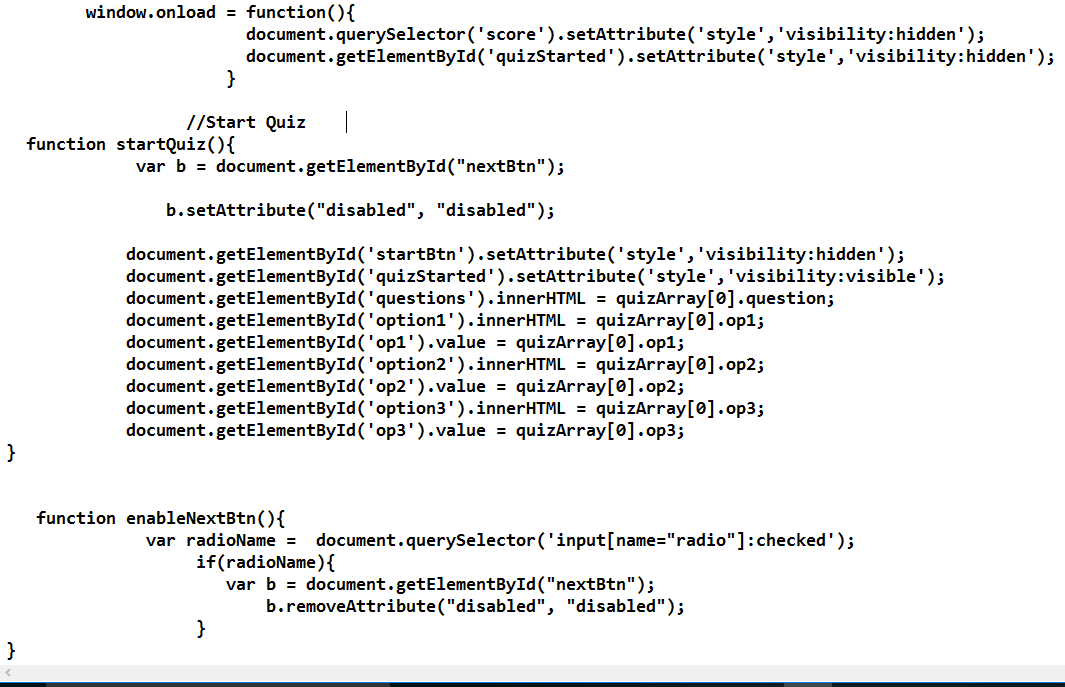 window.onload = function(){
document.querySelector('score').setAttribute('style','visibility:hidden');
document.getElementById('quizStarted').setAttribute('style','visibility:hidden');
}
//Start Quiz
function startQuiz(){
var b = document.getElementById("nextBtn");
b.setAttribute("disabled", "disabled");
document.getElementById('startBtn').setAttribute('style','visibility:hidden');
document.getElementById('quizStarted').setAttribute('style','visibility:visible');
document.getElementById('questions').innerHTML = quizArray[0].question;
document.getElementById('option1').innerHTML = quizArray[0].op1;
document.getElementById('op1').value = quizArray[0].op1;
document.getElementById('option2').innerHTML = quizArray[0].op2;
document.getElementById('op2').value = quizArray[0].op2;
document.getElementById('option3').innerHTML = quizArray[0].op3;
document.getElementById('op3').value = quizArray[0].op3;
}
function enableNextBtn(){
var radioName =  document.querySelector('input[name="radio"]:checked');
if(radioName){
var b = document.getElementById("nextBtn");
b.removeAttribute("disabled", "disabled");
}
}